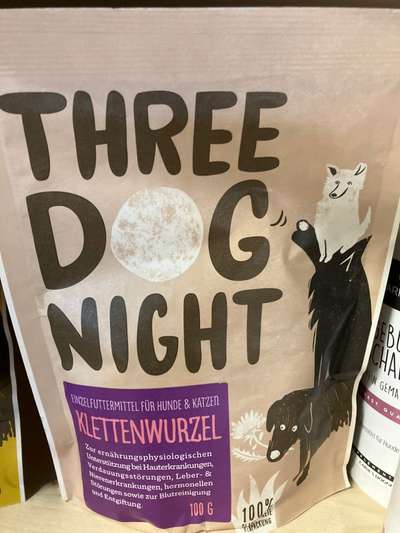 THREE
DOG
NIGHT
EINZELFUTTERMITTEL FÜR HUNDE & KATZEN
KLETTENWURZEL
Zur ernährungsphysiologischen
Unterstützung bei Hauterkrankungen,
Verdauungsstörungen, Leber- &
Nierenerkrankungen, hormonellen
Störungen sowie zur Blutreinigung
und Entgiftung.
100 G
100%